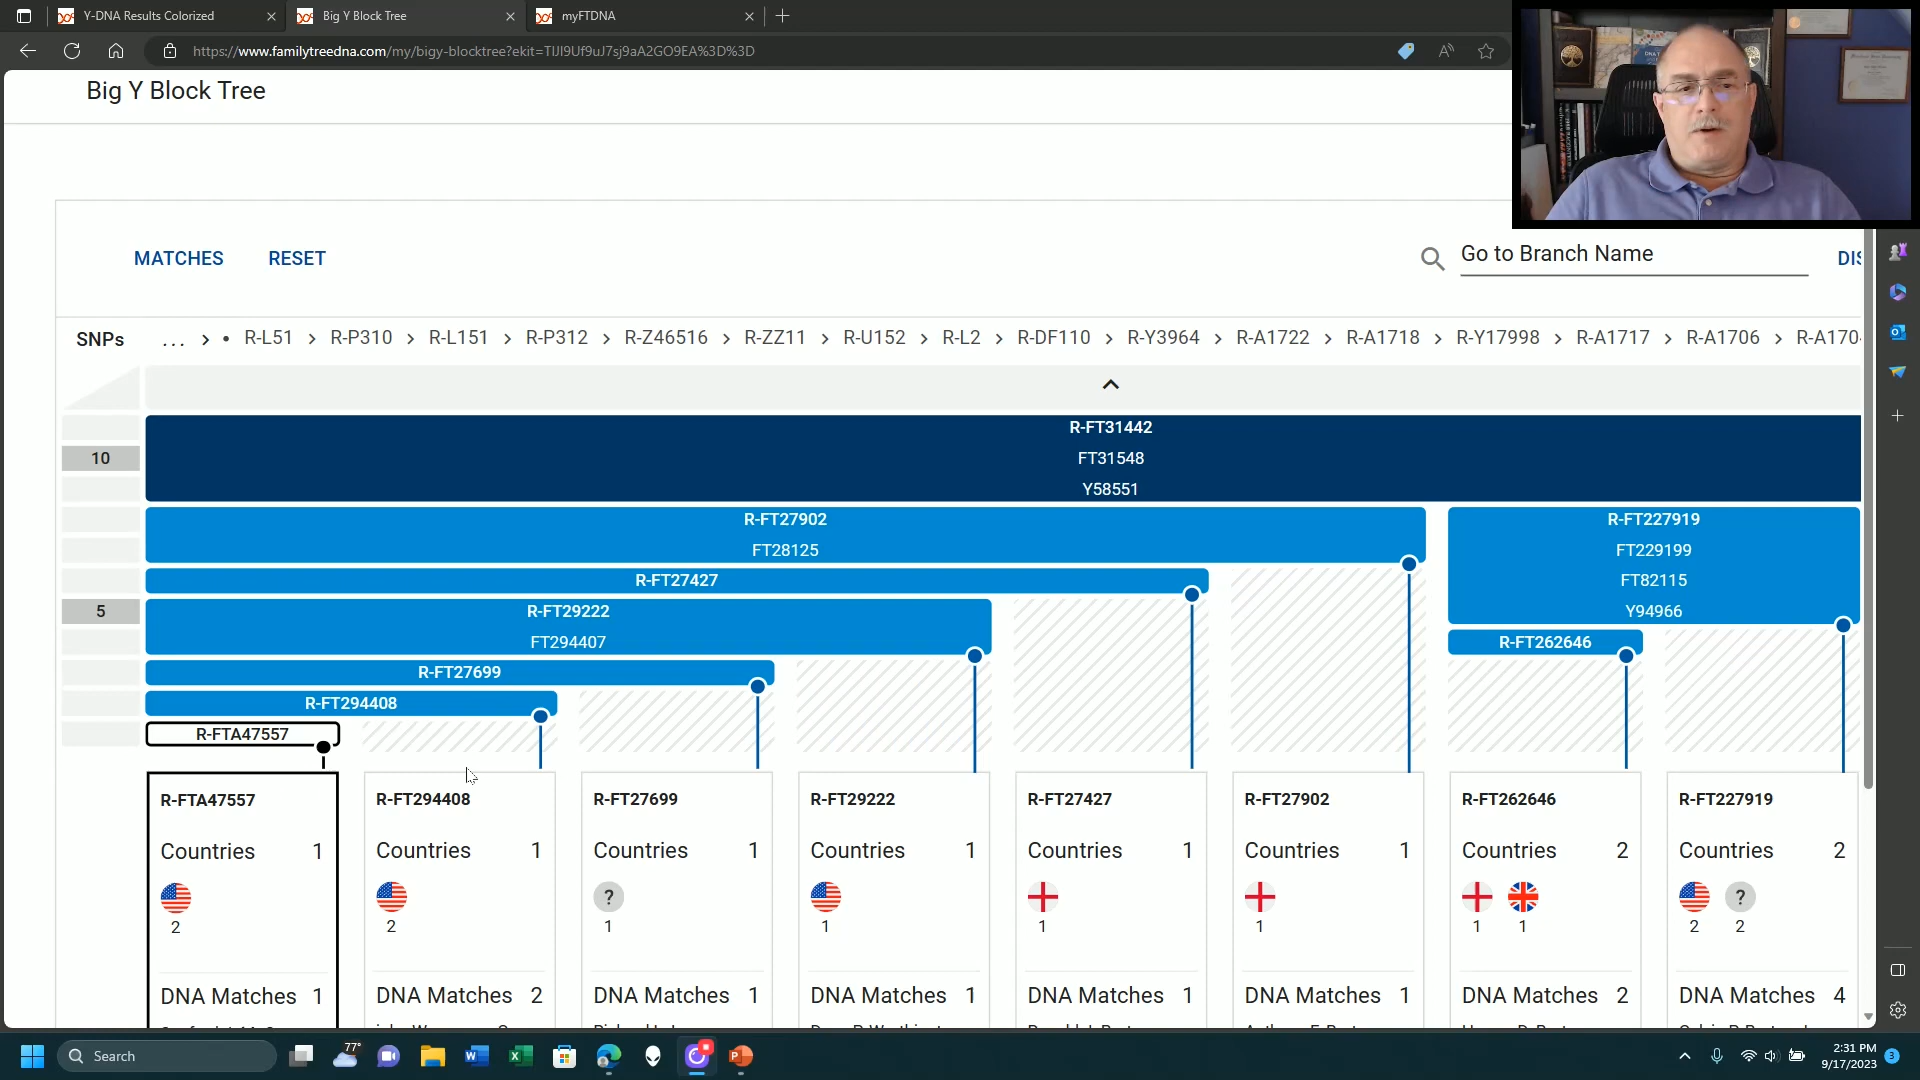 Y-DNA Results Colorized
Big Y Block Tree
myFTDNA
https://www.familytreedna.com/my/bigy-blocktree?ekit=TIJI9Uf9uJ7sj9aA2GO9EA%3D%3D
Big Y Block Tree
MATCHES RESET
Go to Branch Name
DIS
SNPs ... > • R-L51 > R-P310 > R-L151 > R-P312 > R-Z46516 > R-ZZ11 > R-U152 > R-L2 > R-DF110 > R-Y3964 > R-A1722 > R-A1718 > R-Y17998 > R-A1717 > R-A1706 > R-A170
R-FT31442
10
FT31548
Y58551
R-FT27902
R-FT227919
FT28125
FT229199
R-FT27427
FT82115
5
R-FT29222
Y94966
FT294407
R-FT262646
R-FT27699
R-FT294408
R-FTA47557
R-FTA47557 R-FT294408 R-FT27699 R-FT29222 R-FT27427 R-FT27902 R-FT262646 R-FT227919
Countries 1 Countries 1 Countries 1 Countries 1 Countries 1 Countries 1 Countries 2 Countries 2
? ?
2 2 1 1 1 1 1 1 2 2
DNA Matches 1 DNA Matches 2 DNA Matches 1 DNA Matches 1 DNA Matches 1 DNA Matches 1 DNA Matches 2 DNA Matches 4
77°
Search
2:31 PM
9/17/2023
3